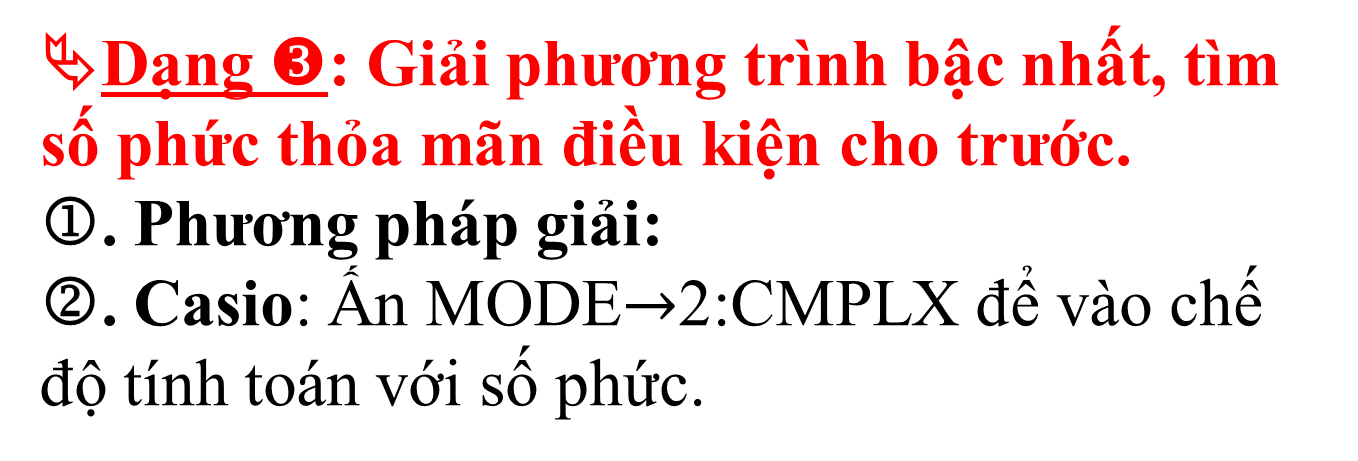 Dạng ❸: Giải phương trình bậc nhất, tìm
số phức thỏa mãn điều kiện cho trước.
①. Phương pháp giải:
②. Casio: Ấn MODE→2:CMPLX để vào chế
độ tính toán với số phức.